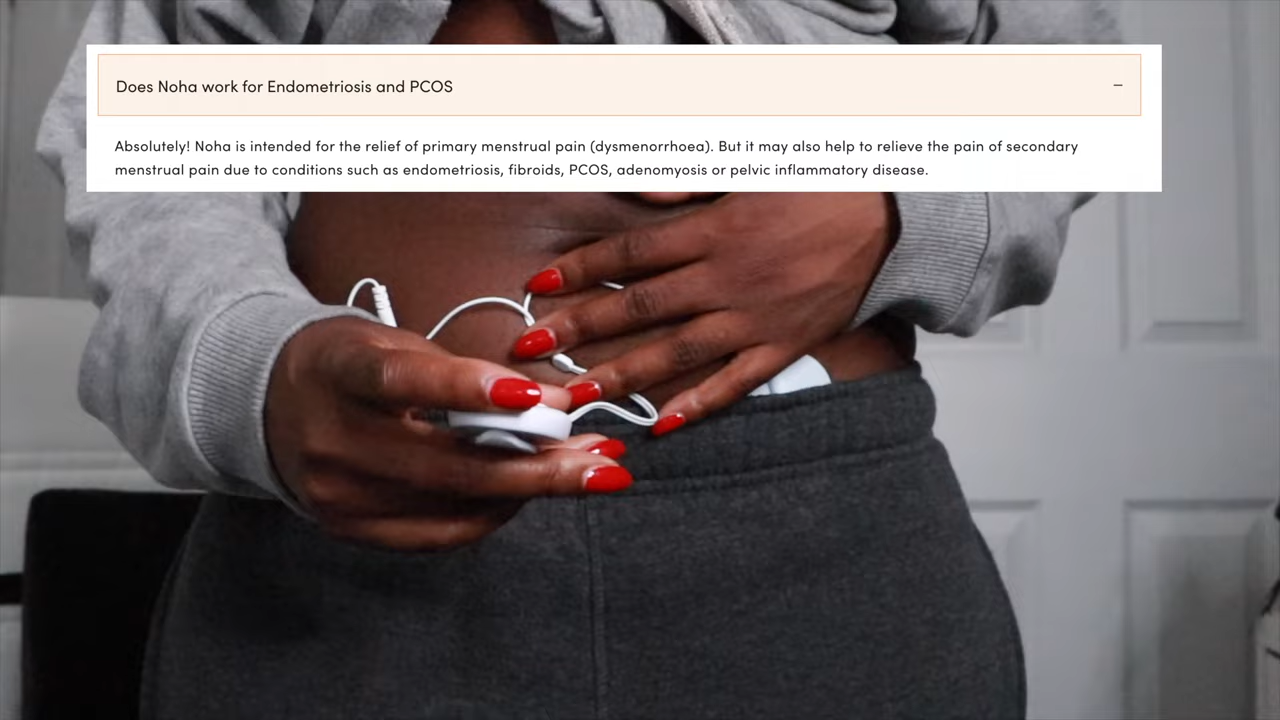 Does Noha work for Endometriosis and PCOS
Absolutely! Noha is intended for the relief of primary menstrual pain (dysmenorrhoea). But it may also help to relieve the pain of secondary
menstrual pain due to conditions such as endometriosis, fibroids, PCOS, adenomyosis or pelvic inflammatory disease.